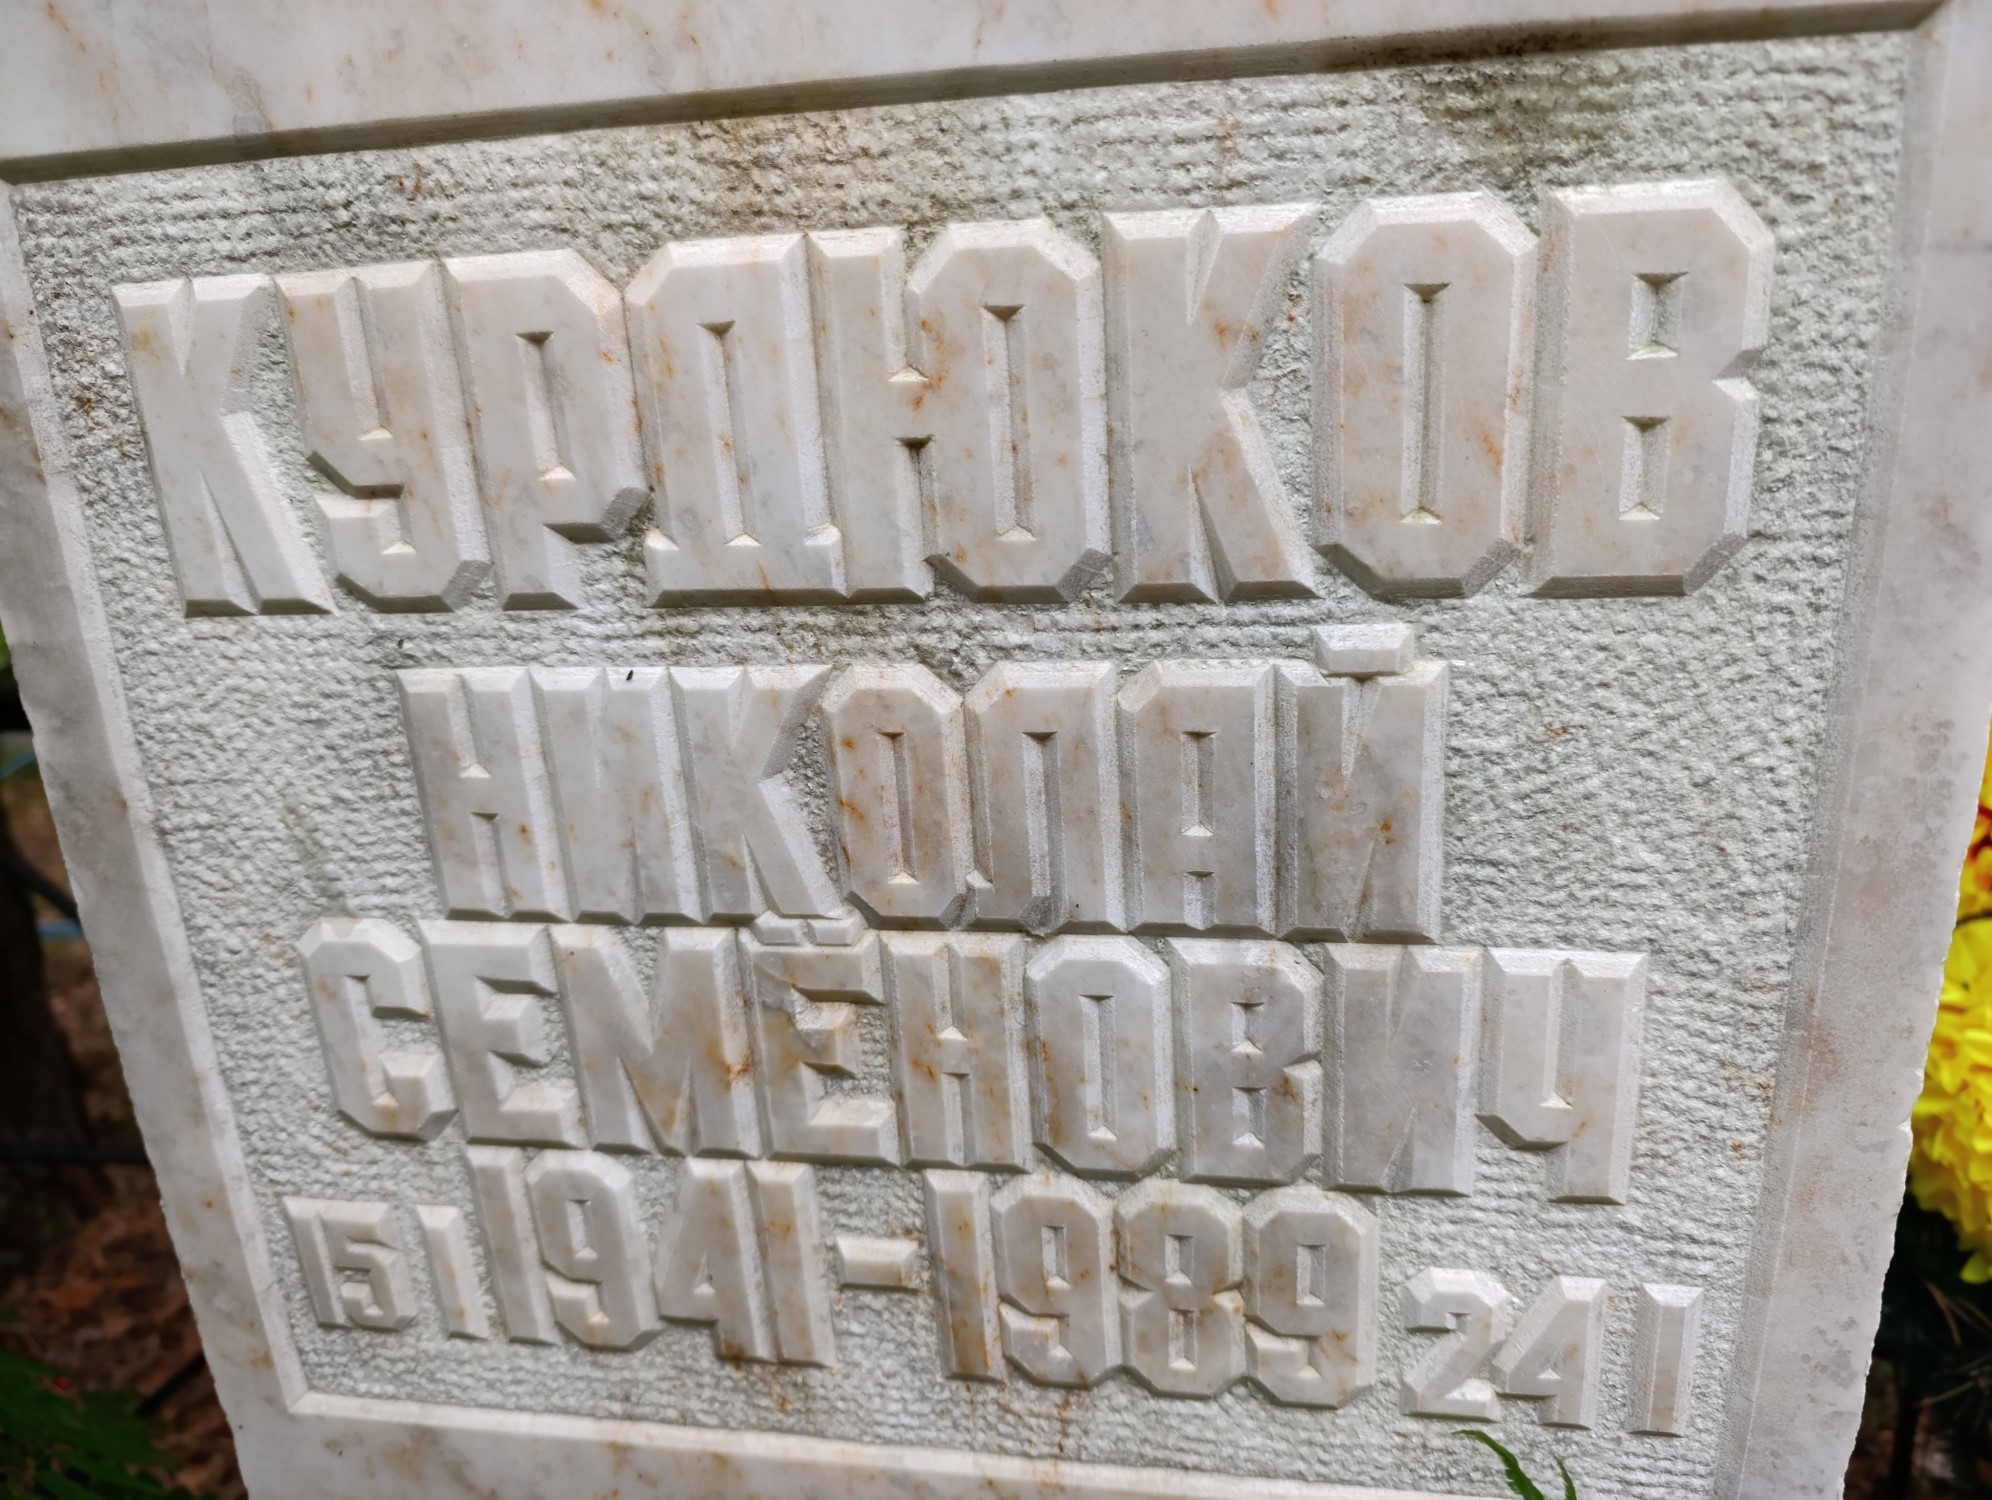 КУРДЮКОВ
НИКОЛАЙ
СЕМЁНОВИЧ
15 I 1941-1989 24 I